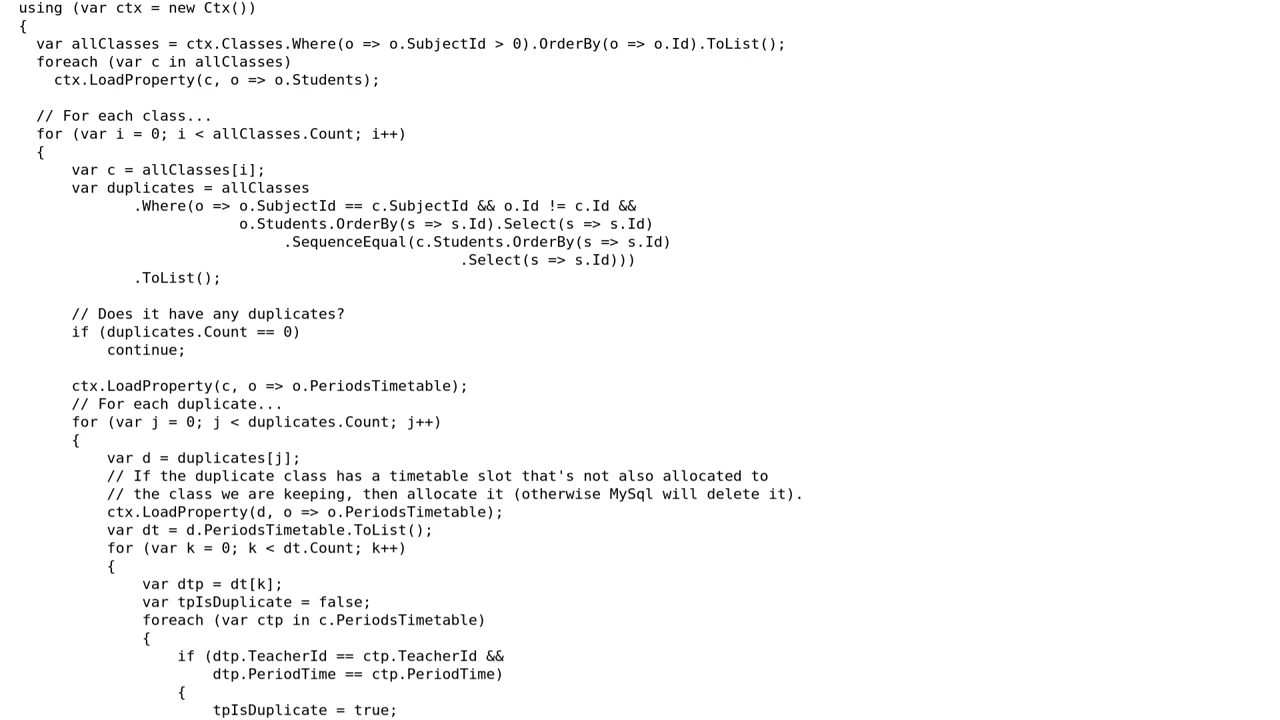 using (var ctx = new Ctx())
{
  var allClasses = ctx.Classes.Where(o => o.SubjectId > 0).OrderBy(o => o.Id).ToList();
  foreach (var c in allClasses)
    ctx.LoadProperty(c, o => o.Students);

  // For each class...
  for (var i = 0; i < allClasses.Count; i++)
  {
      var c = allClasses[i];
      var duplicates = allClasses
             .Where(o => o.SubjectId == c.SubjectId && o.Id != c.Id &&
                         o.Students.OrderBy(s => s.Id).Select(s => s.Id)
                              .SequenceEqual(c.Students.OrderBy(s => s.Id)
                                                  .Select(s => s.Id)))
             .ToList();

      // Does it have any duplicates?
      if (duplicates.Count == 0)
          continue;

      ctx.LoadProperty(c, o => o.PeriodsTimetable);
      // For each duplicate...
      for (var j = 0; j < duplicates.Count; j++)
      {
          var d = duplicates[j];
          // If the duplicate class has a timetable slot that's not also allocated to
          // the class we are keeping, then allocate it (otherwise MySql will delete it).
          ctx.LoadProperty(d, o => o.PeriodsTimetable);
          var dt = d.PeriodsTimetable.ToList();
          for (var k = 0; k < dt.Count; k++)
          {
              var dtp = dt[k];
              var tpIsDuplicate = false;
              foreach (var ctp in c.PeriodsTimetable)
              {
                  if (dtp.TeacherId == ctp.TeacherId &&
                      dtp.PeriodTime == ctp.PeriodTime)
                  {
                      tpIsDuplicate = true;